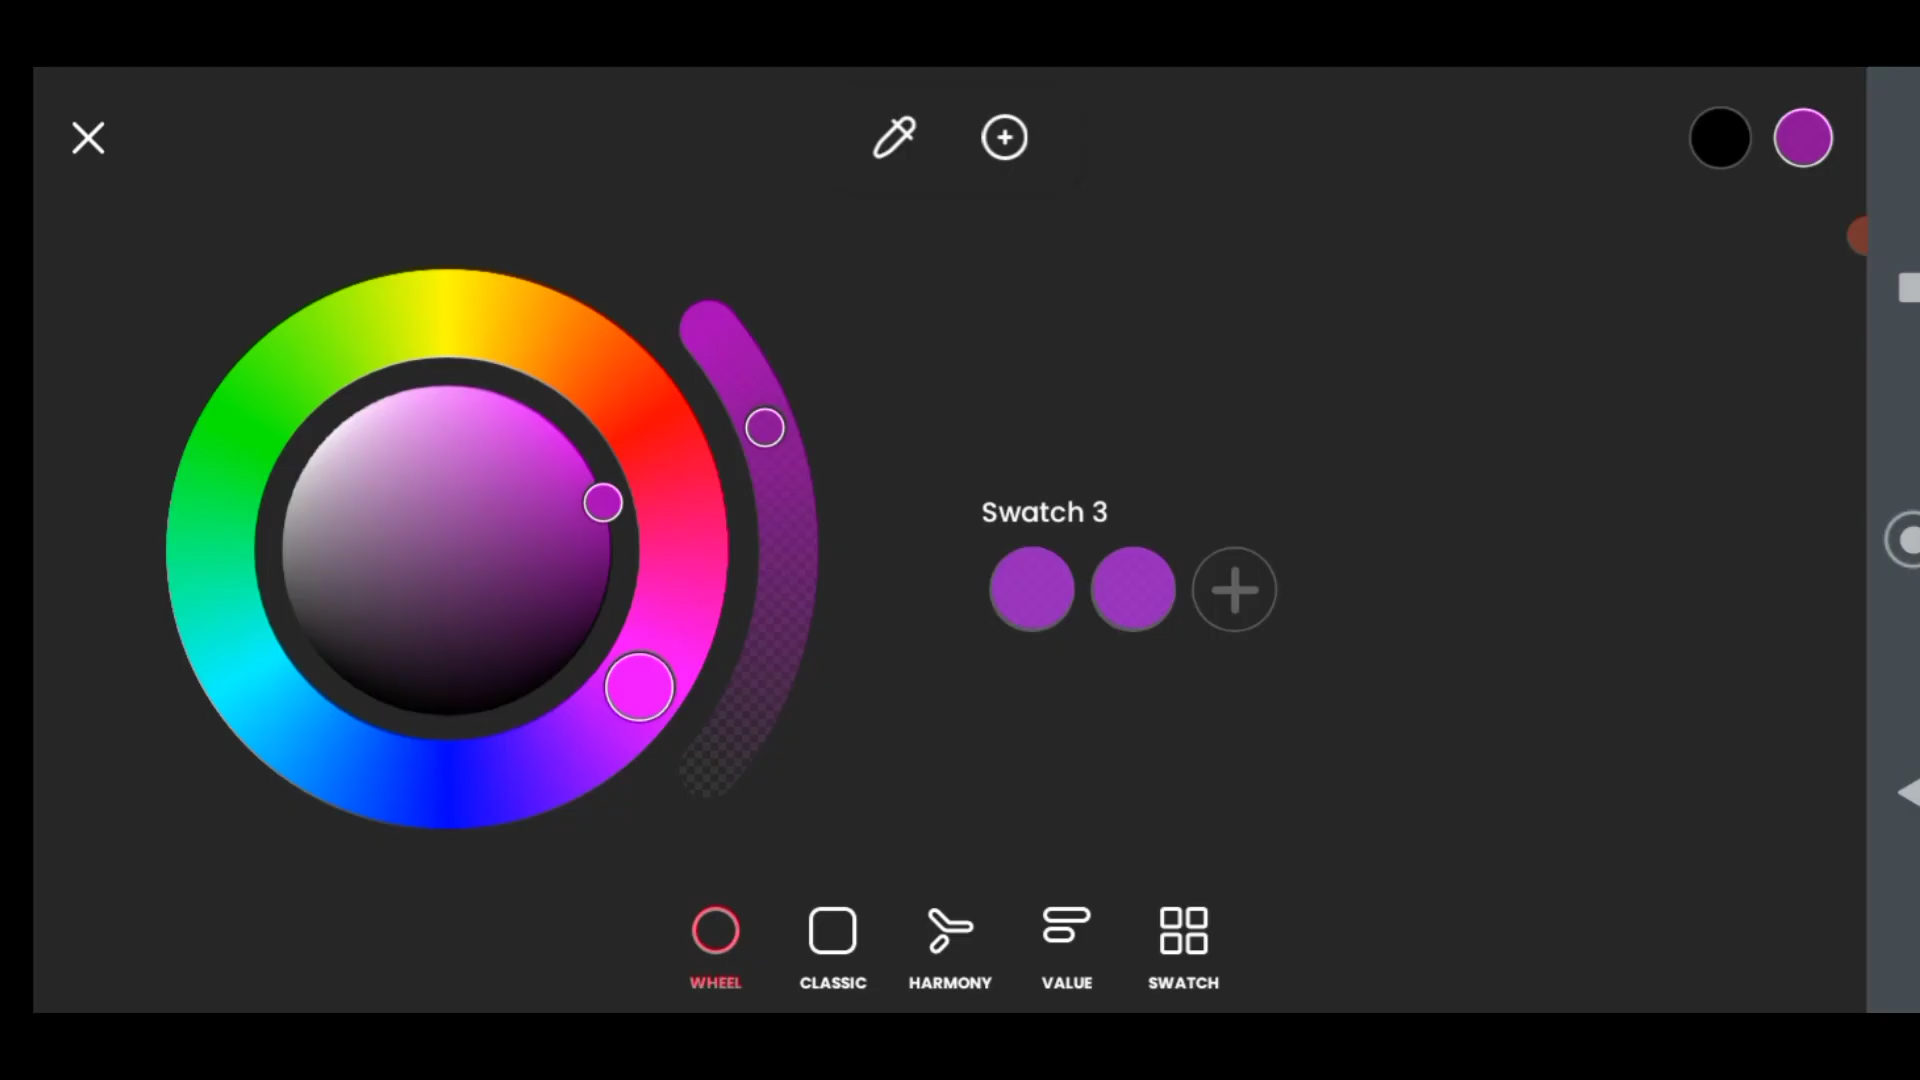 Swatch 3
WHEEL
CLASSIC
HARMONY
VALUE
SWATCH